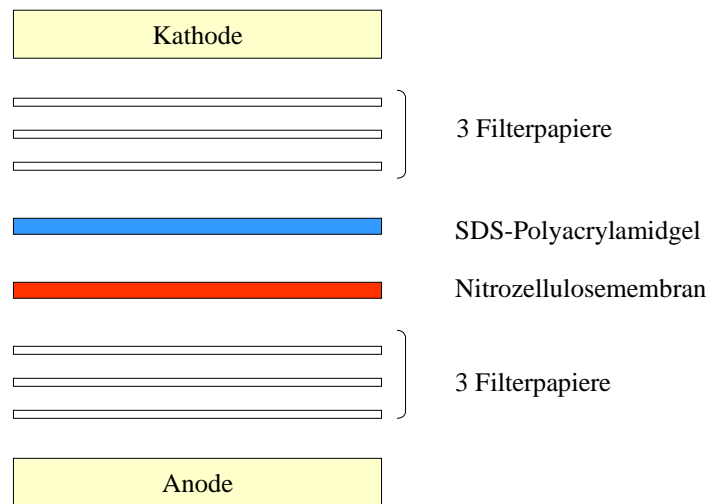 Kathode
3 Filterpapiere
SDS-Polyacrylamidgel
Nitrozellulosemembran
3 Filterpapiere
Anode